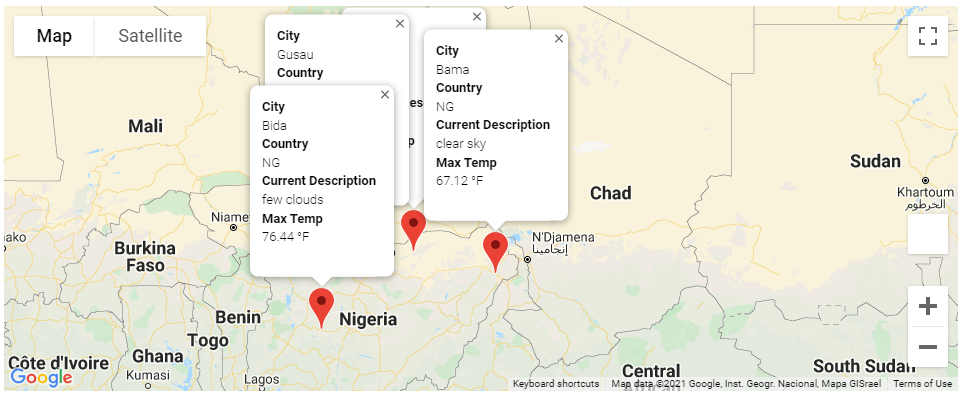 Map
Satellite
City
Gusau
Country
City
Bama
Country
NG
Current Description
clear sky
Max Temp
67.12 °F
City
Bida
Country
NG
Current Description
few clouds
Max Temp
76.44 °F
Mali
Niamey
Burkina
Faso
Benin
Togo
Ghana
Kumasi
Côte d'Ivoire
Lagos
Nigeria
Chad
N'Djamena
إنجامينا
Sudan
Khartoum
الخرطوم
South Sudan
Central
African
Google
Keyboard shortcuts
Map data ©2021 Google, Inst. Geogr. Nacional, Mapa GISrael
Terms of Use